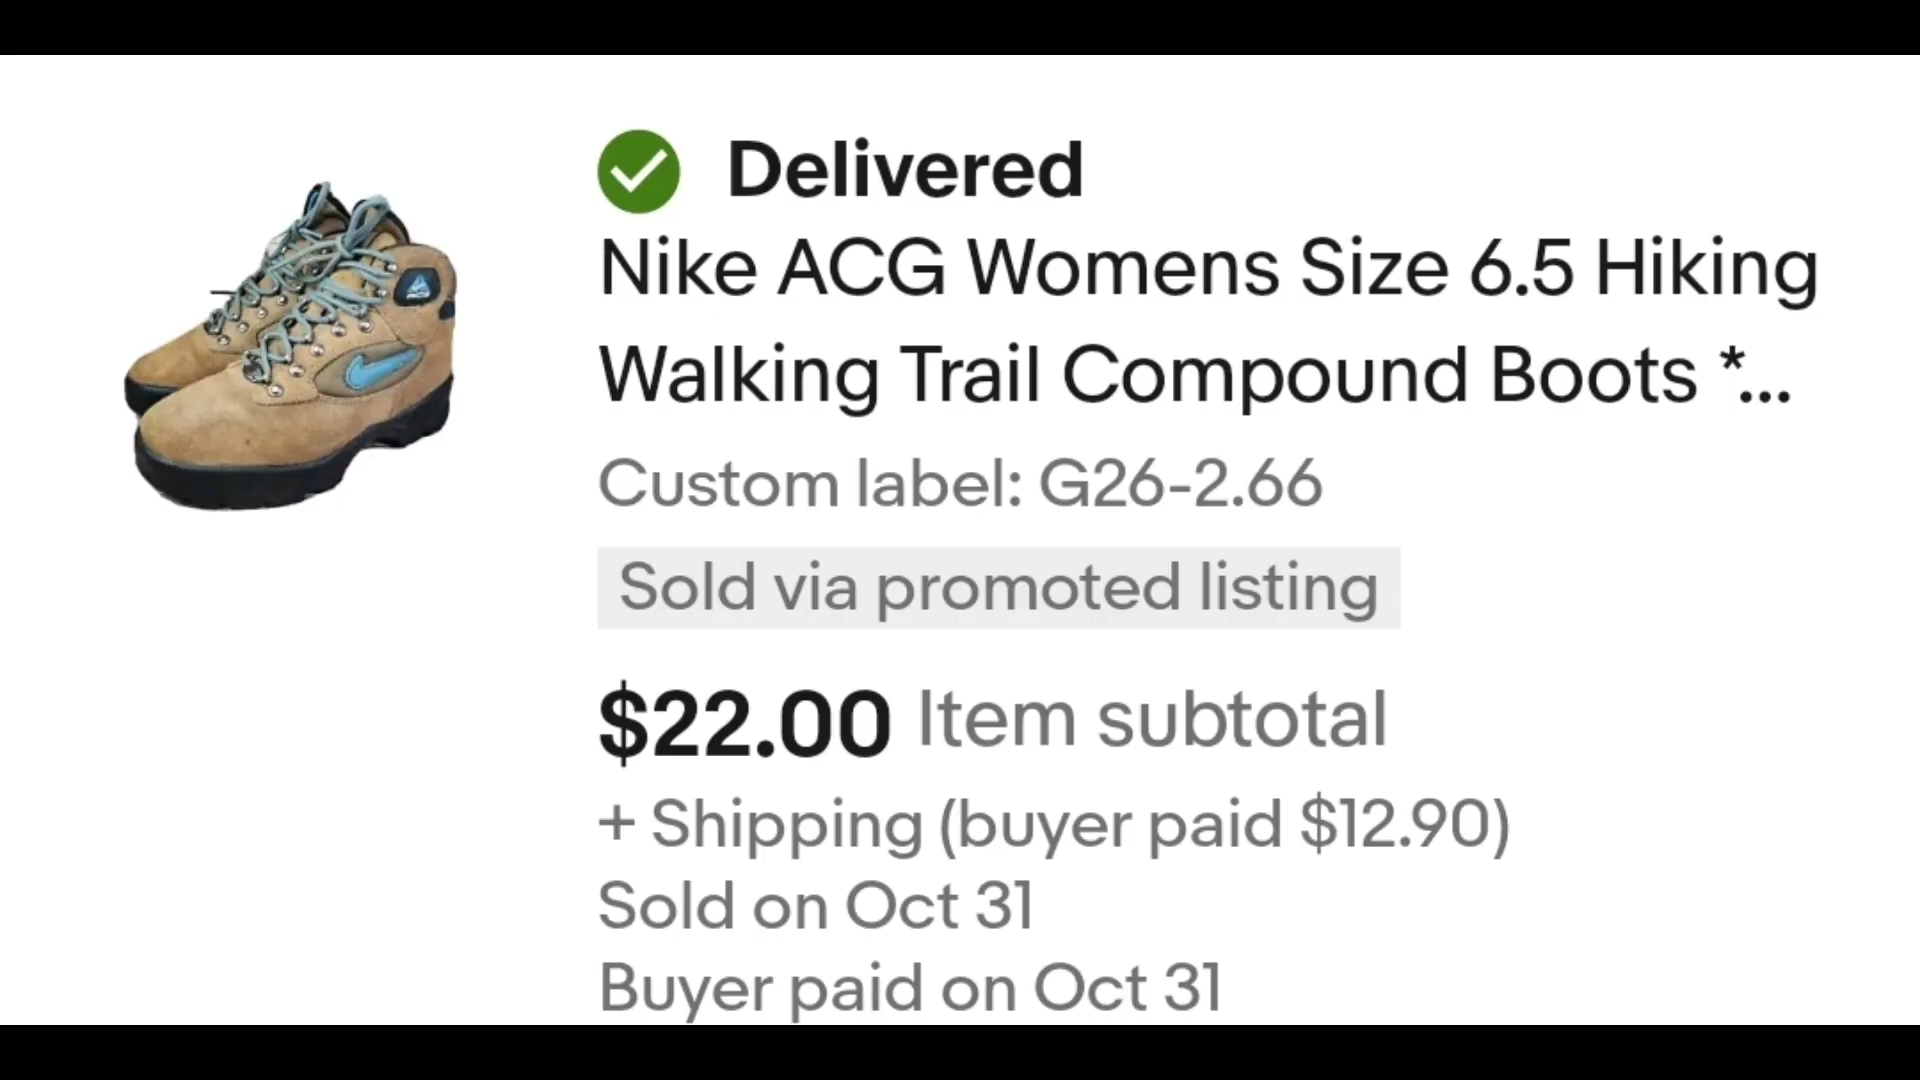 Delivered
Nike ACG Womens Size 6.5 Hiking
Walking Trail Compound Boots *...
Custom label: G26-2.66
Sold via promoted listing
$22.00 Item subtotal
+ Shipping (buyer paid $12.90)
Sold on Oct 31
Buyer paid on Oct 31